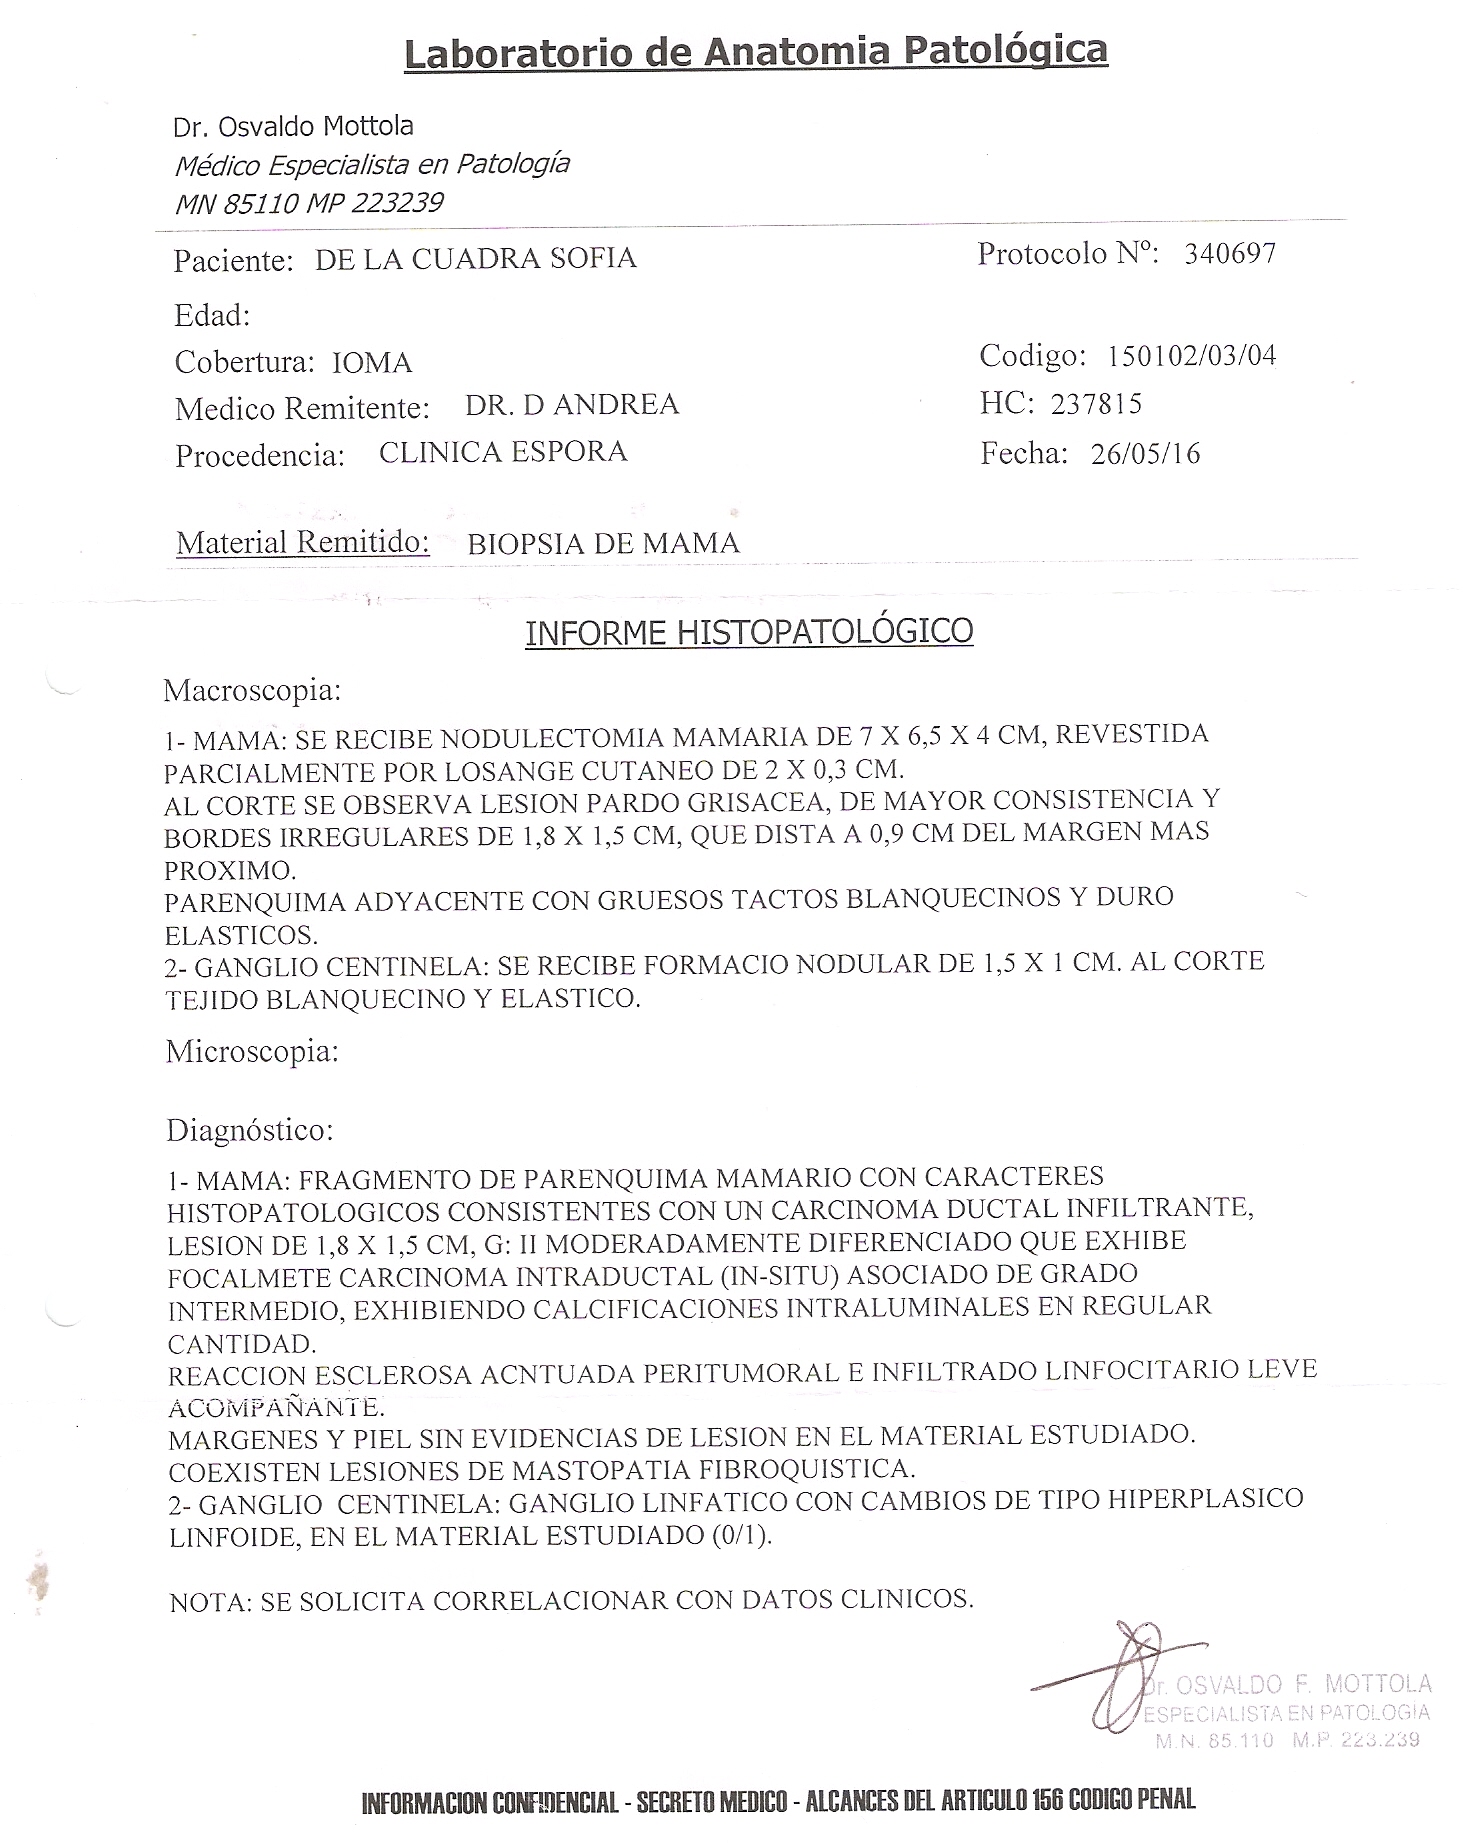 Laboratorio de Anatomia Patológica
Dr. Osvaldo Mottola
Médico Especialista en Patología
MN 85110 MP 223239
Paciente: DE LA CUADRA SOFIA
Protocolo Nº: 340697
Edad:
Cobertura: IOMA
Codigo: 150102/03/04
Medico Remitente: DR. D ANDREA
HC: 237815
Procedencia: CLINICA ESPORA
Fecha: 26/05/16
Material Remitido: BIOPSIA DE MAMA
INFORME HISTOPATOLÓGICO
Macroscopia:
1- MAMA: SE RECIBE NODULECTOMIA MAMARIA DE 7 X 6,5 X 4 CM, REVESTIDA
PARCIALMENTE POR LOSANGE CUTANEO DE 2 X 0,3 CM.
AL CORTE SE OBSERVA LESION PARDO GRISACEA, DE MAYOR CONSISTENCIA Y
BORDES IRREGULARES DE 1,8 X 1,5 CM, QUE DISTA A 0,9 CM DEL MARGEN MAS
PROXIMO.
PARENQUIMA ADYACENTE CON GRUESOS TACTOS BLANQUECINOS Y DURO
ELASTICOS.
2- GANGLIO CENTINELA: SE RECIBE FORMACIO NODULAR DE 1,5 X 1 CM. AL CORTE
TEJIDO BLANQUECINO Y ELASTICO.
Microscopia:
Diagnóstico:
1- MAMA: FRAGMENTO DE PARENQUIMA MAMARIO CON CARACTERES
HISTOPATOLOGICOS CONSISTENTES CON UN CARCINOMA DUCTAL INFILTRANTE,
LESION DE 1,8 X 1,5 CM, G: II MODERADAMENTE DIFERENCIADO QUE EXHIBE
FOCALMETE CARCINOMA INTRADUCTAL (IN-SITU) ASOCIADO DE GRADO
INTERMEDIO, EXHIBIENDO CALCIFICACIONES INTRALUMINALES EN REGULAR
CANTIDAD.
REACCION ESCLEROSA ACNTUADA PERITUMORAL E INFILTRADO LINFOCITARIO LEVE
ACOMPAÑANTE.
MARGENES Y PIEL SIN EVIDENCIAS DE LESION EN EL MATERIAL ESTUDIADO.
COEXISTEN LESIONES DE MASTOPATIA FIBROQUISTICA.
2- GANGLIO CENTINELA: GANGLIO LINFATICO CON CAMBIOS DE TIPO HIPERPLASICO
LINFOIDE, EN EL MATERIAL ESTUDIADO (0/1).
NOTA: SE SOLICITA CORRELACIONAR CON DATOS CLINICOS.
Dr. OSVALDO F. MOTTOLA
ESPECIALISTA EN PATOLOGIA
M.N. 85.110 M.P. 223.239
INFORMACION CONFIDENCIAL - SECRETO MEDICO - ALCANCES DEL ARTICULO 156 CODIGO PENAL